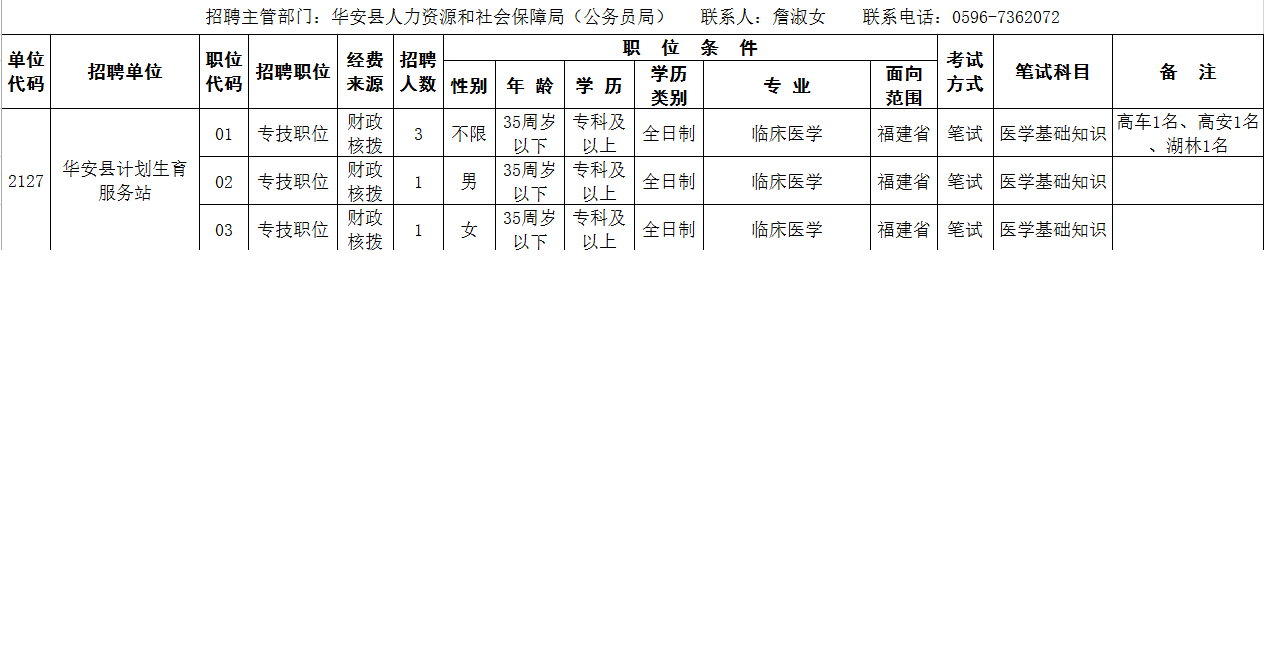 招聘主管部门：华安县人力资源和社会保障局（公务员局） 联系人：詹淑女 联系电话：0596-7362072
单位代码 招聘单位 职位代码 招聘职位 经费来源 招聘人数 职 位 条 件 考试方式 笔试科目 备 注
性别 年 龄 学 历 学历类别 专 业 面向范围
2127 华安县计划生育服务站 01 专技职位 财政核拨 3 不限 35周岁以下 专科及以上 全日制 临床医学 福建省 笔试 医学基础知识 高车1名、高安1名、湖林1名
02 专技职位 财政核拨 1 男 35周岁以下 专科及以上 全日制 临床医学 福建省 笔试 医学基础知识
03 专技职位 财政核拨 1 女 35周岁以下 专科及以上 全日制 临床医学 福建省 笔试 医学基础知识